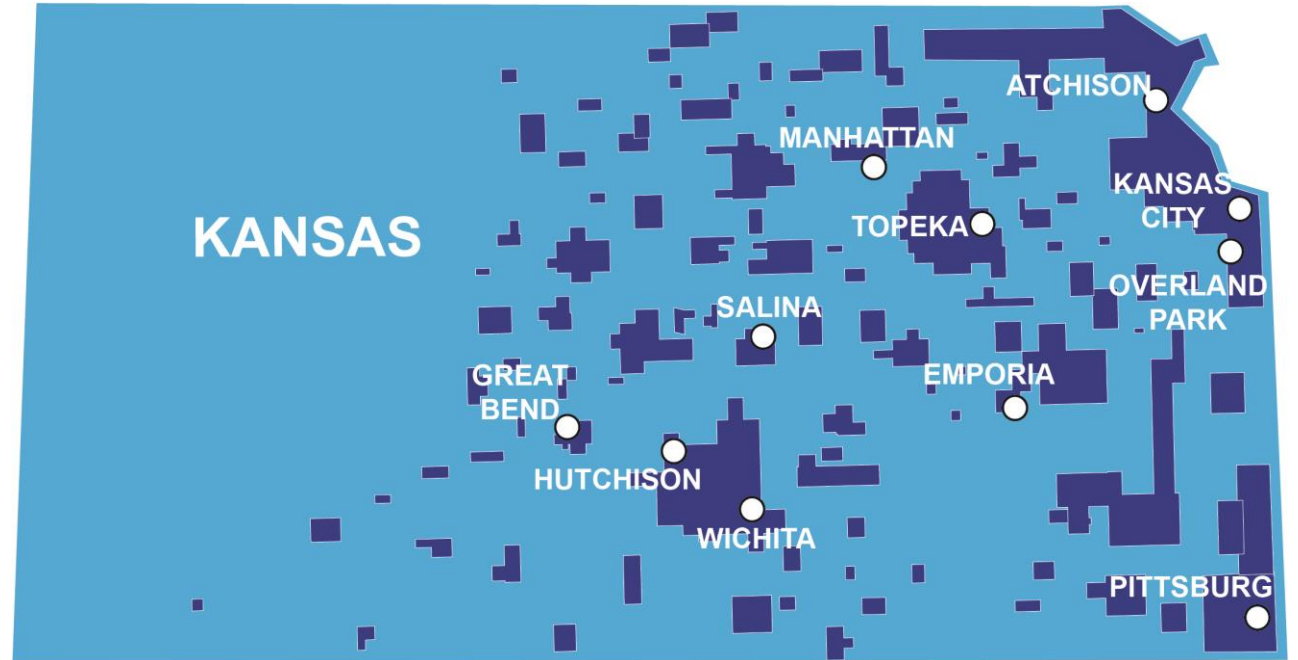 ATCHISON
MANHATTAN
KANSAS
CITY
KANSAS
TOPEKA
OVERLAND
PARK
SALINA
GREAT
BEND
EMPORIA
HUTCHISON
WICHITA
PITTSBURG